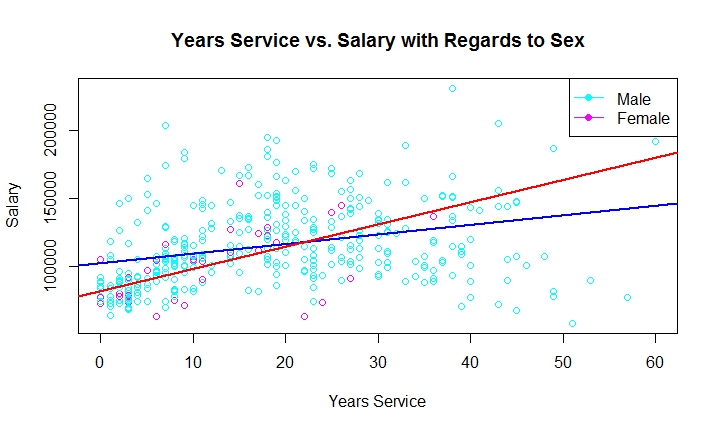 Years Service vs. Salary with Regards to Sex
Male
Female
Salary
200000
150000
100000
0 10 20 30 40 50 60
Years Service